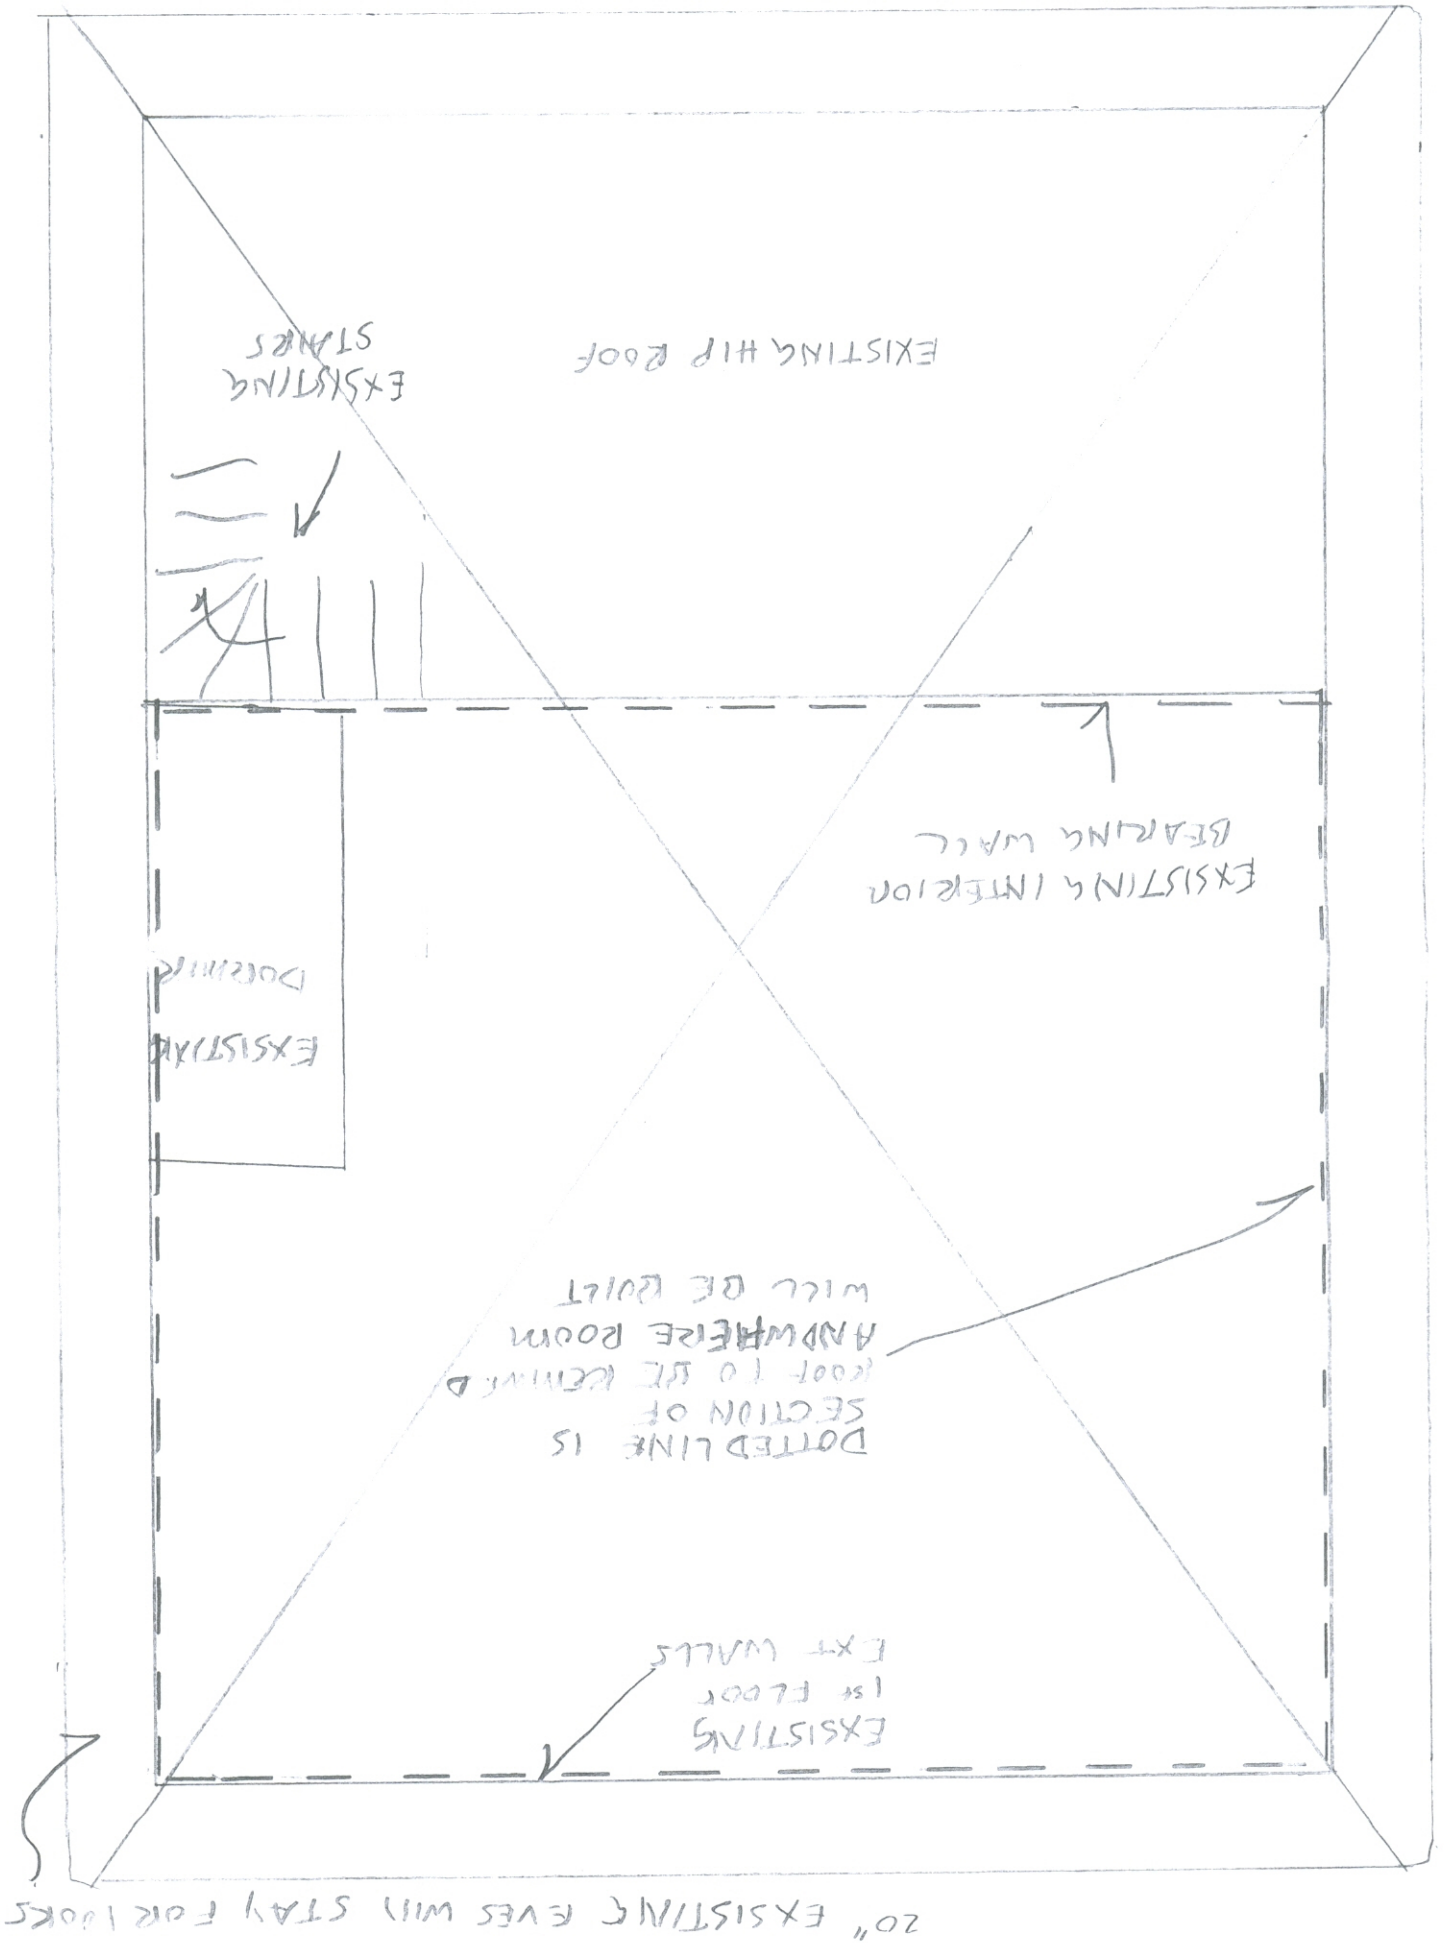 20" EXSISTING EVES WILL STAY FOR LOOKS
EXSISTING
1st FLOOR
EXT WALLS
DOTTED LINE IS
SECTION OF
ROOF TO BE REMOVED
AND WHERE ROOM
WILL BE BUILT
EXSISTING
DORMER
EXSISTING INTERIOR
BEARING WALL
EXSISTING
STAIRS
EXISTING HIP ROOF